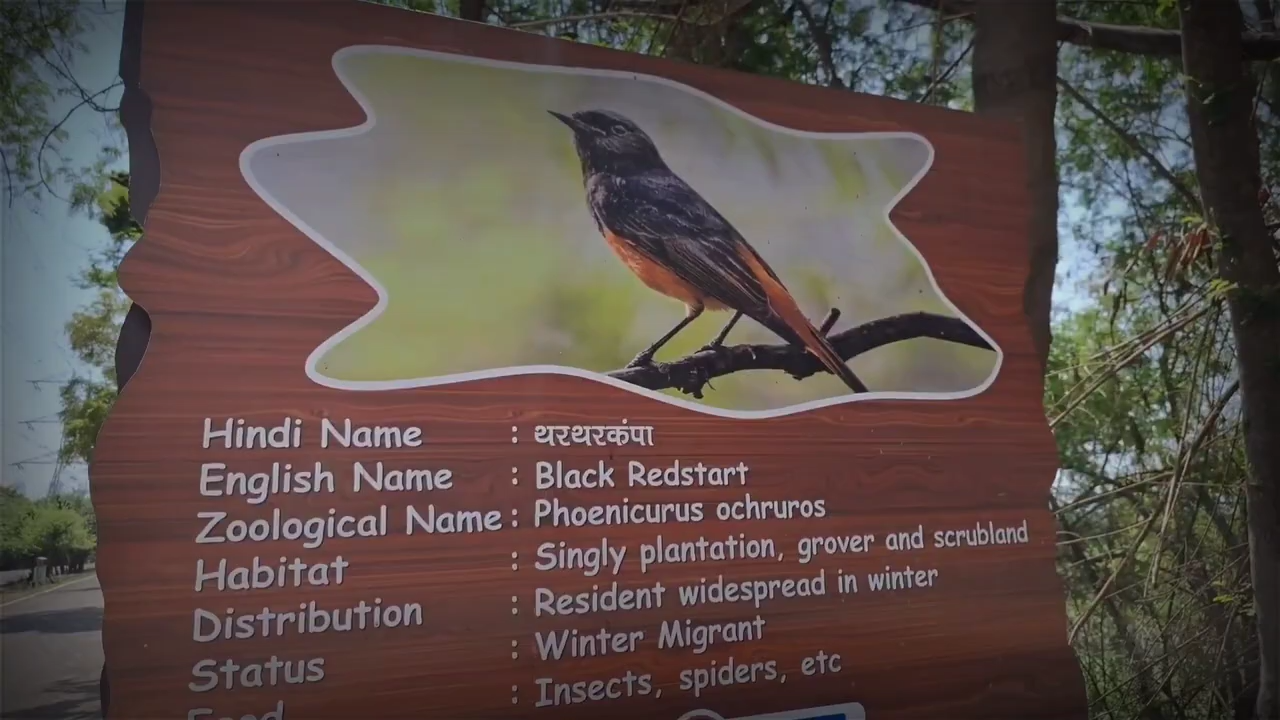 Hindi Name : थरथरकंपा
English Name : Black Redstart
Zoological Name : Phoenicurus ochruros
Habitat : Singly plantation, grover and scrubland
Distribution : Resident widespread in winter
Status : Winter Migrant
Food : Insects, spiders, etc